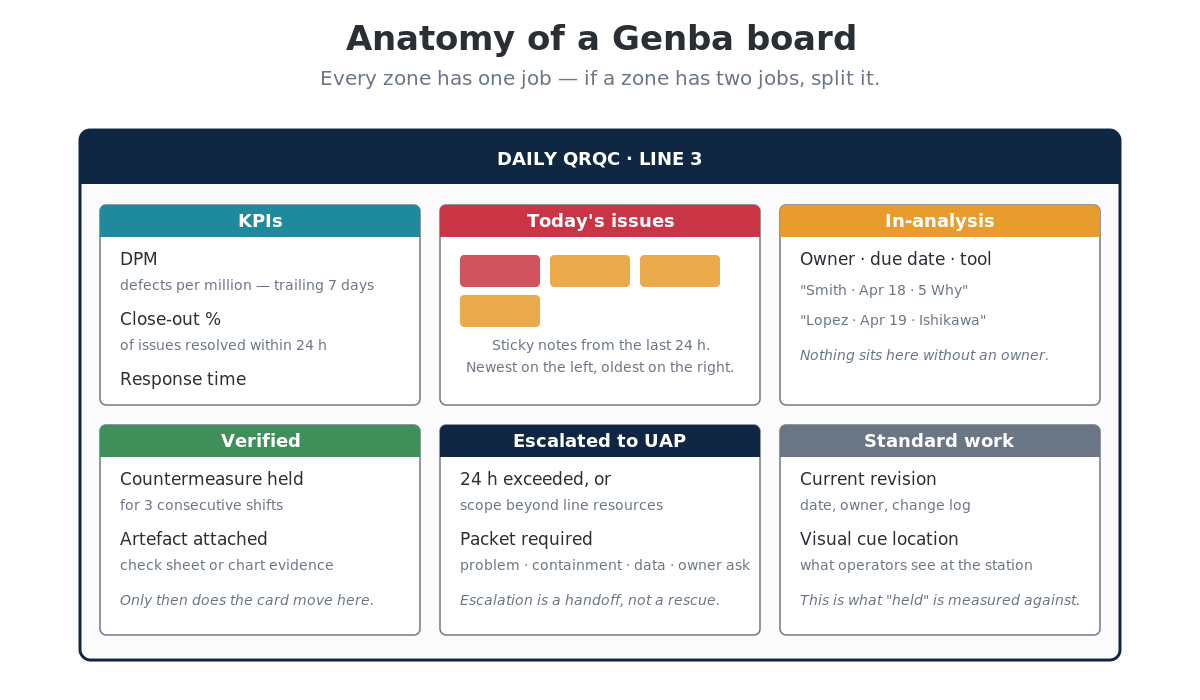 Anatomy of a Genba board
Every zone has one job — if a zone has two jobs, split it.
DAILY QRQC · LINE 3
KPIs
DPM
defects per million — trailing 7 days
Close-out %
of issues resolved within 24 h
Response time
Today's issues
Sticky notes from the last 24 h.
Newest on the left, oldest on the right.
In-analysis
Owner · due date · tool
"Smith · Apr 18 · 5 Why"
"Lopez · Apr 19 · Ishikawa"
Nothing sits here without an owner.
Verified
Countermeasure held
for 3 consecutive shifts
Artefact attached
check sheet or chart evidence
Only then does the card move here.
Escalated to UAP
24 h exceeded, or
scope beyond line resources
Packet required
problem · containment · data · owner ask
Escalation is a handoff, not a rescue.
Standard work
Current revision
date, owner, change log
Visual cue location
what operators see at the station
This is what "held" is measured against.